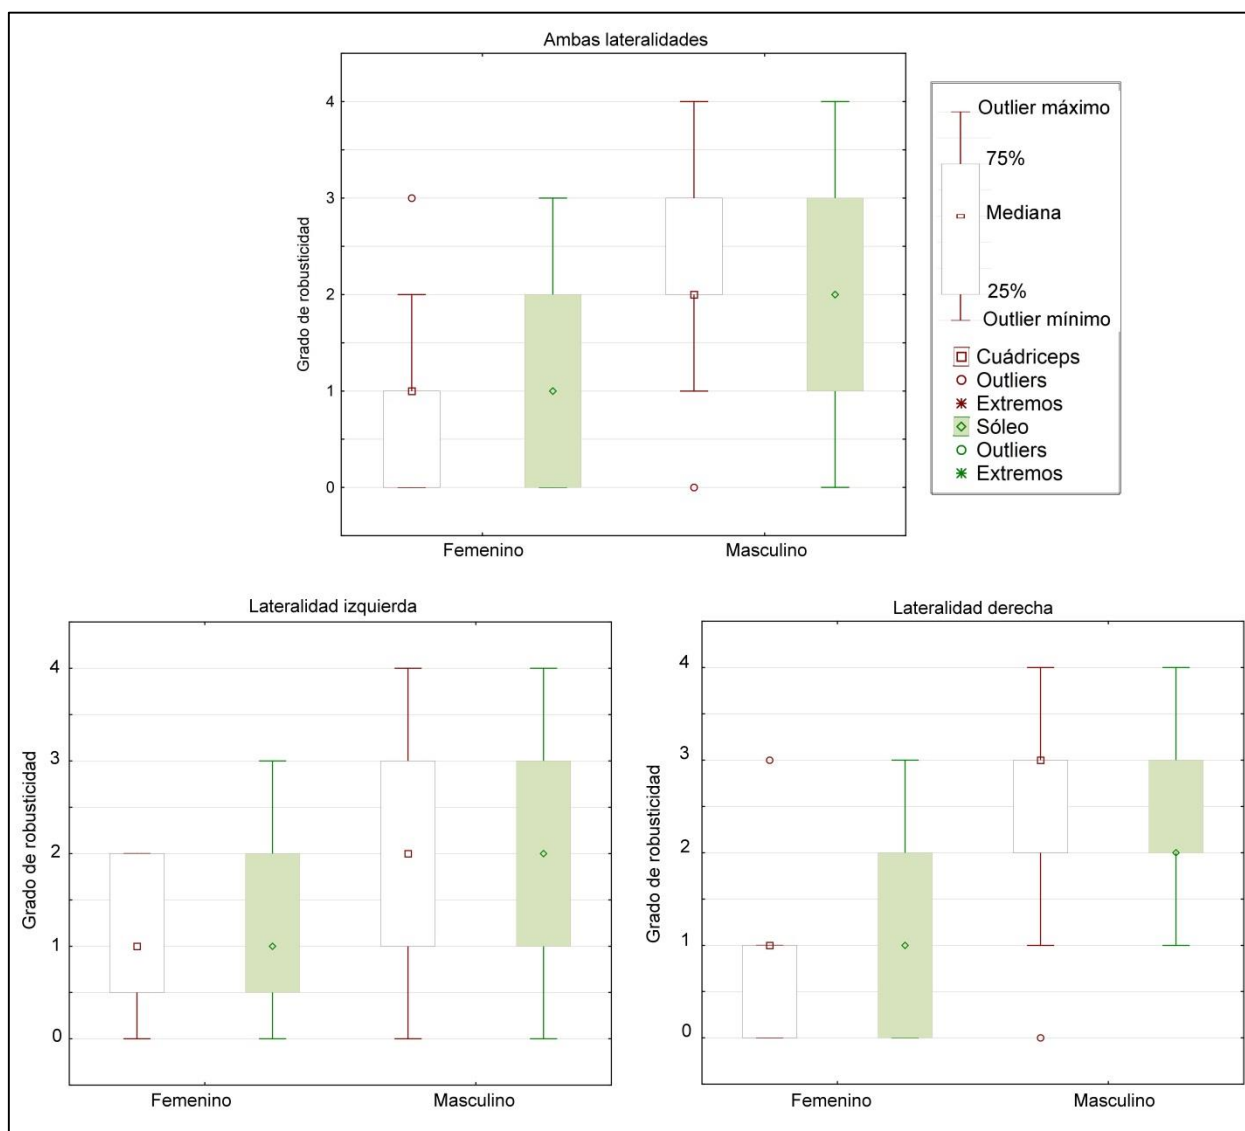 Ambas lateralidades
Grado de robusticidad
4
3
2
1
0
Femenino
Masculino
Outlier máximo
75%
Mediana
25%
Outlier mínimo
Cuádriceps
Outliers
Extremos
Sóleo
Outliers
Extremos
Lateralidad izquierda
Grado de robusticidad
4
3
2
1
0
Femenino
Masculino
Lateralidad derecha
Grado de robusticidad
4
3
2
1
0
Femenino
Masculino